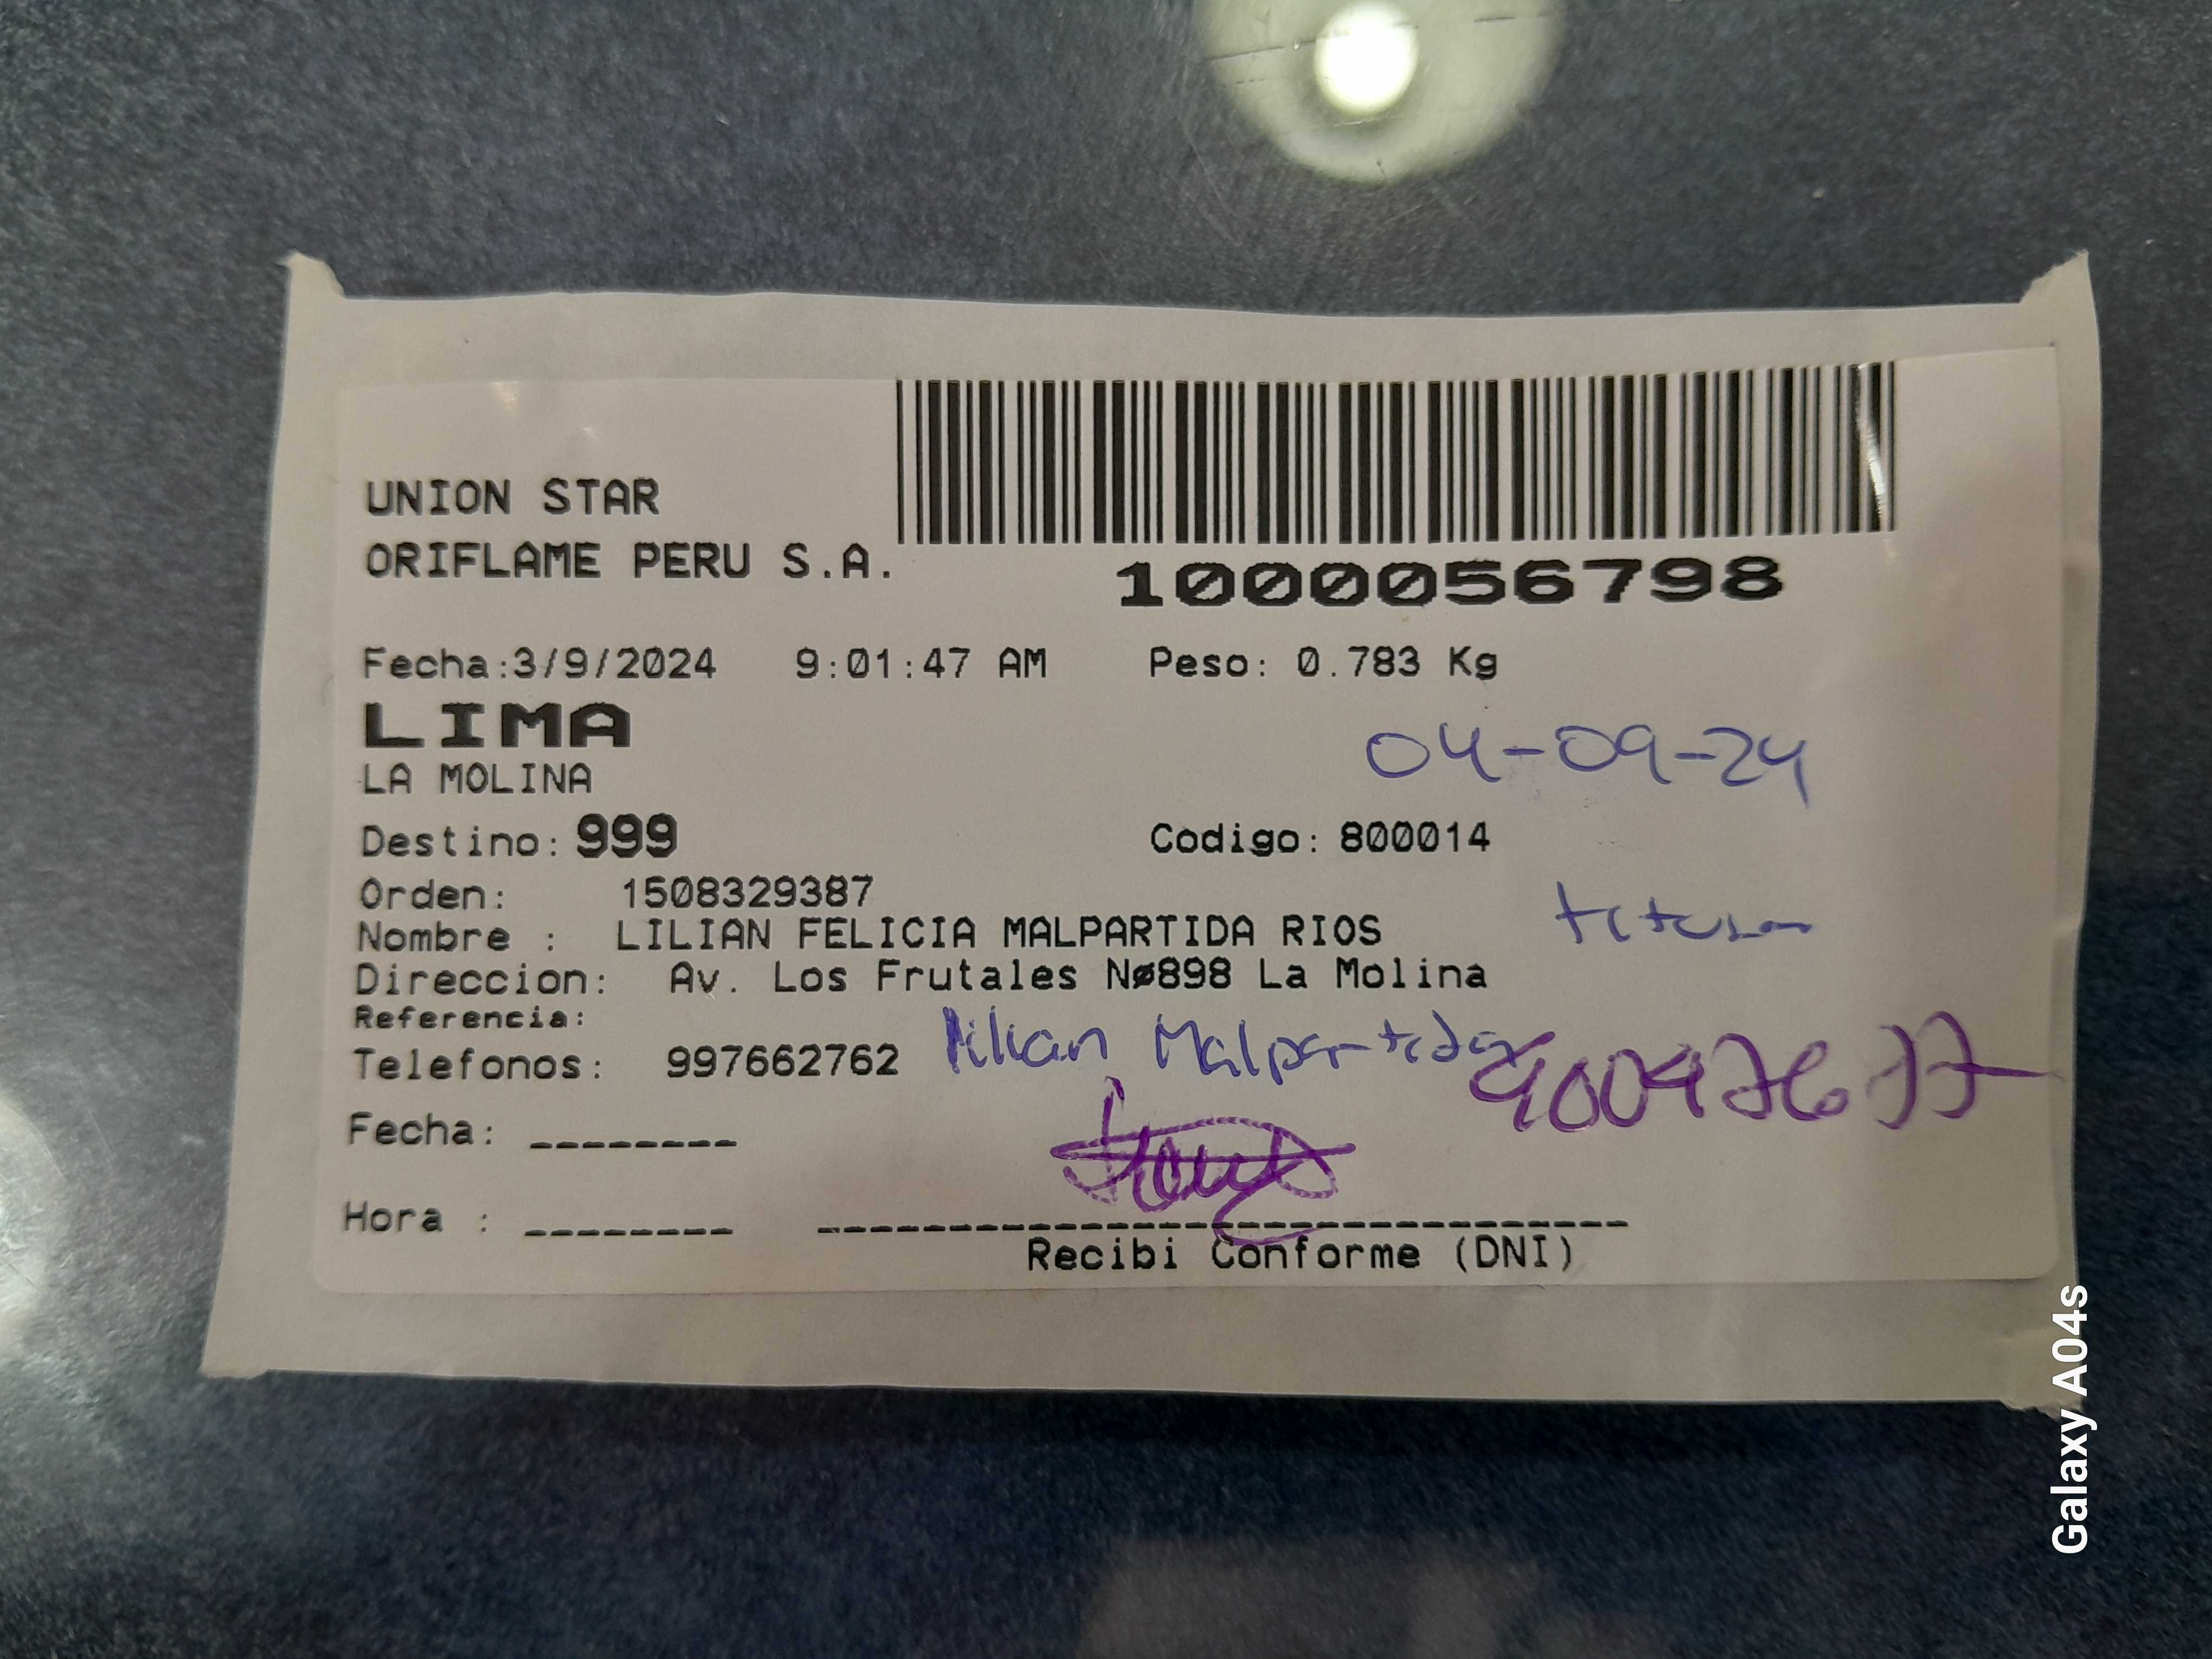 UNION STAR
ORIFLAME PERU S.A.
1000056798
Fecha:3/9/2024 9:01:47 AM Peso: 0.783 Kg
LIMA
04-09-24
LA MOLINA
Destino: 999 Codigo: 800014
Orden: 1508329387
Nombre : LILIAN FELICIA MALPARTIDA RIOS
Direccion: Av. Los Frutales Nø898 La Molina
Referencia:
Lilian Malpartida
Telefonos: 997662762
Fecha: --------
Hora : --------
Recibi Conforme (DNI)
Galaxy A04s